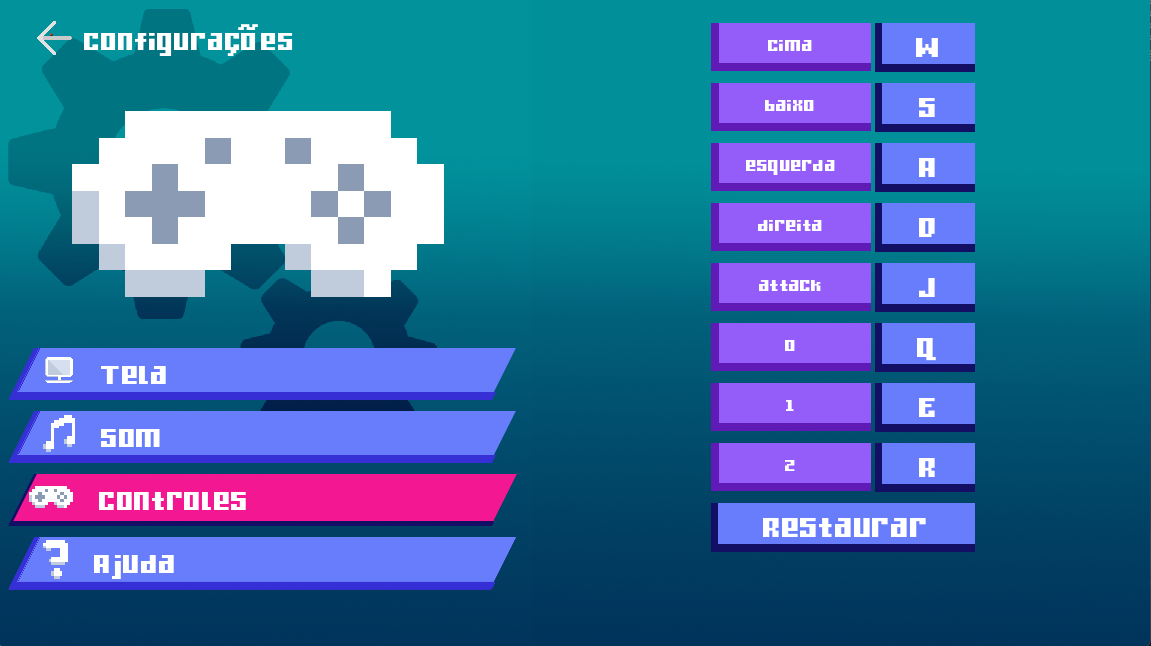 configurações
Tela
Som
Controles
Ajuda
cima W
baixo S
esquerda A
direita D
attack J
0 Q
1 E
2 R
Restaurar